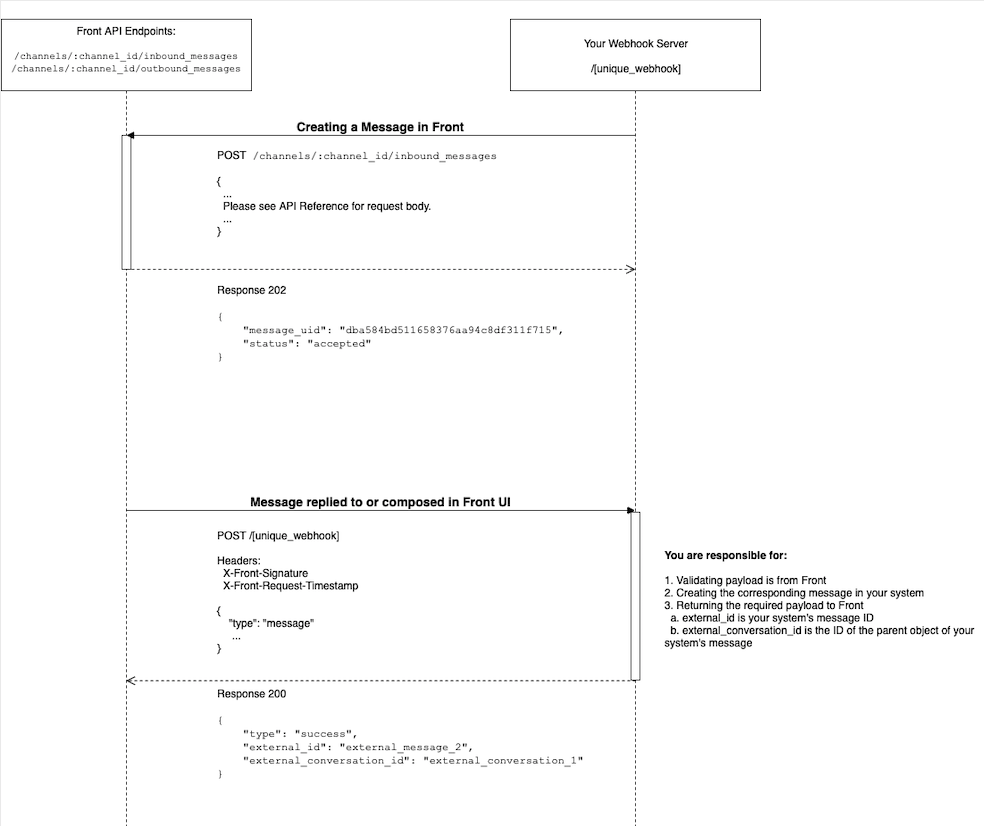 Front API Endpoints:
/channels/:channel_id/inbound_messages
/channels/:channel_id/outbound_messages
Your Webhook Server
/[unique_webhook]
Creating a Message in Front
POST /channels/:channel_id/inbound_messages
{
...
Please see API Reference for request body.
...
}
Response 202
{
"message_uid": "dba584bd511658376aa94c8df311f715",
"status": "accepted"
}
Message replied to or composed in Front UI
POST /[unique_webhook]
Headers:
X-Front-Signature
X-Front-Request-Timestamp
{
"type": "message"
...
}
You are responsible for:
1. Validating payload is from Front
2. Creating the corresponding message in your system
3. Returning the required payload to Front
a. external_id is your system's message ID
b. external_conversation_id is the ID of the parent object of your
system's message
Response 200
{
"type": "success",
"external_id": "external_message_2",
"external_conversation_id": "external_conversation_1"
}